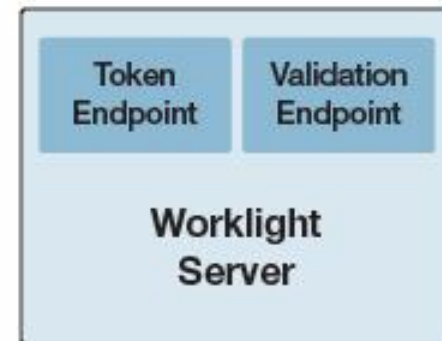 Token
Endpoint
Validation
Endpoint
Worklight
Server